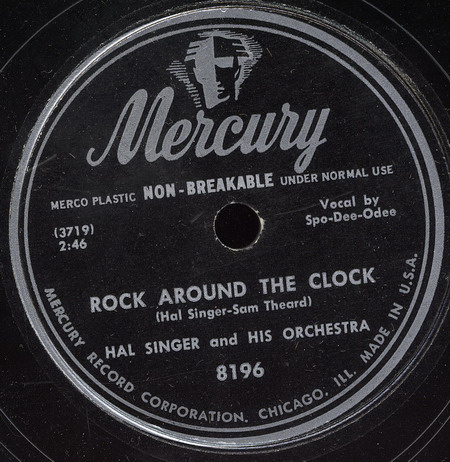 Mercury
MERCO PLASTIC NON-BREAKABLE UNDER NORMAL USE
(3719)
2:46
Vocal by
Spo-Dee-Odee
ROCK AROUND THE CLOCK
(Hal Singer-Sam Theard)
HAL SINGER and HIS ORCHESTRA
8196
MERCURY RECORD CORPORATION, CHICAGO, ILL. MADE IN U.S.A.